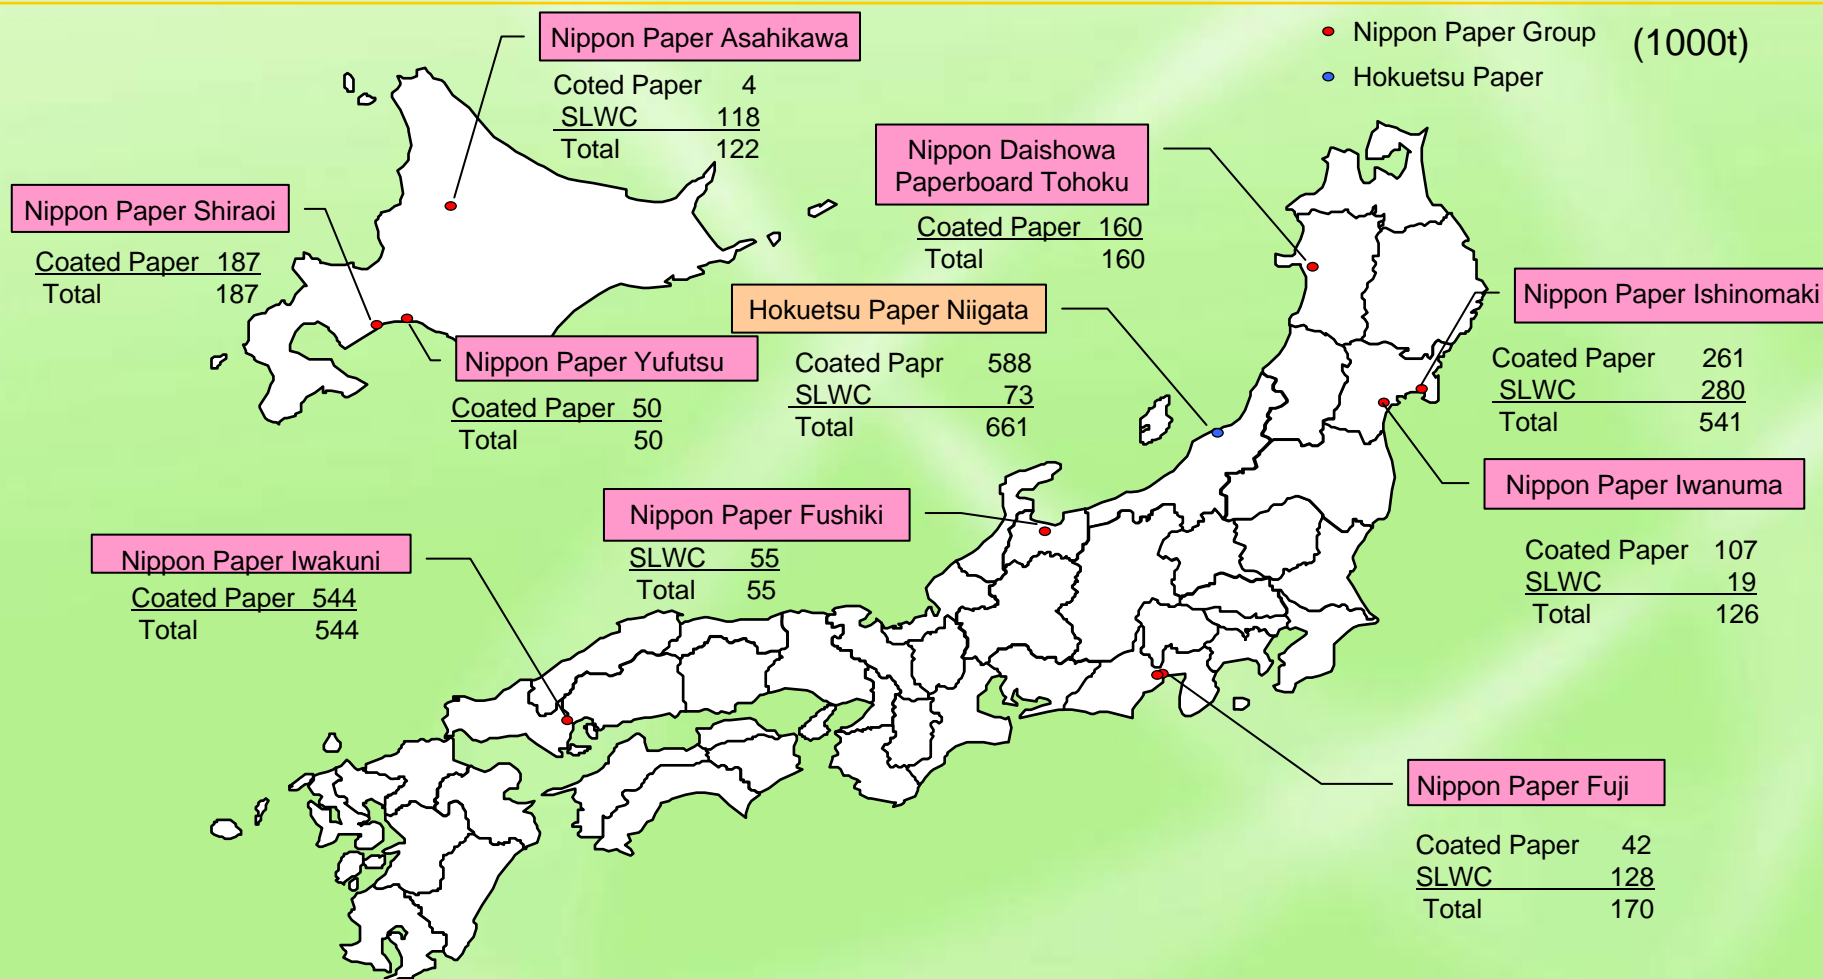 Nippon Paper Group
(1000t)
Hokuetsu Paper
Nippon Paper Asahikawa
Coted Paper 4
SLWC 118
Total 122
Nippon Paper Shiraoi
Coated Paper 187
Total 187
Nippon Paper Yufutsu
Coated Paper 50
Total 50
Nippon Daishowa
Paperboard Tohoku
Coated Paper 160
Total 160
Hokuetsu Paper Niigata
Coated Papr 588
SLWC 73
Total 661
Nippon Paper Ishinomaki
Coated Paper 261
SLWC 280
Total 541
Nippon Paper Iwanuma
Coated Paper 107
SLWC 19
Total 126
Nippon Paper Fushiki
SLWC 55
Total 55
Nippon Paper Iwakuni
Coated Paper 544
Total 544
Nippon Paper Fuji
Coated Paper 42
SLWC 128
Total 170